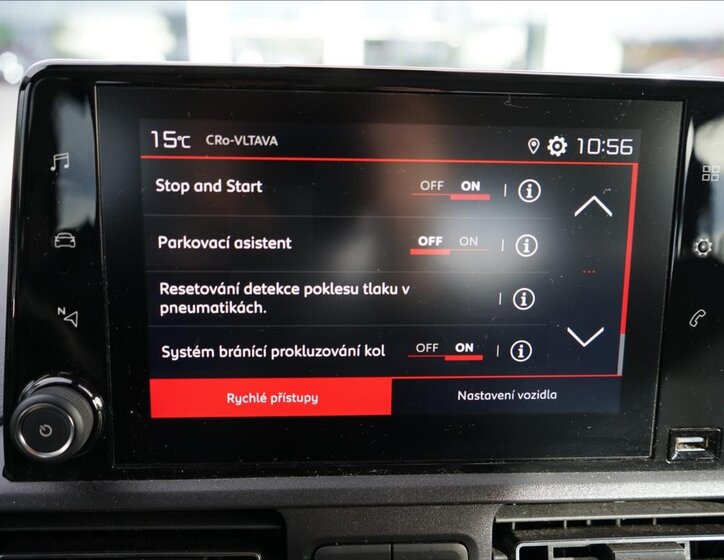 15°C CRo-VLTAVA 10:56
Stop and Start OFF ON
Parkovací asistent OFF ON
Resetování detekce poklesu tlaku v
pneumatikách.
Systém bránící prokluzování kol OFF ON
Rychlé přístupy Nastavení vozidla
N